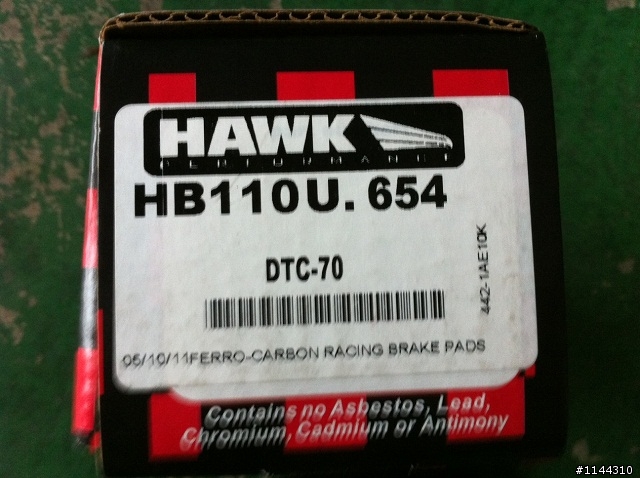 HAWK
PERFORMANCE
HB110U.654
DTC-70
442-1AE10K
05/10/11FERRO-CARBON RACING BRAKE PADS
Contains no Asbestos, Lead,
Chromium, Cadmium or Antimony
#1144310